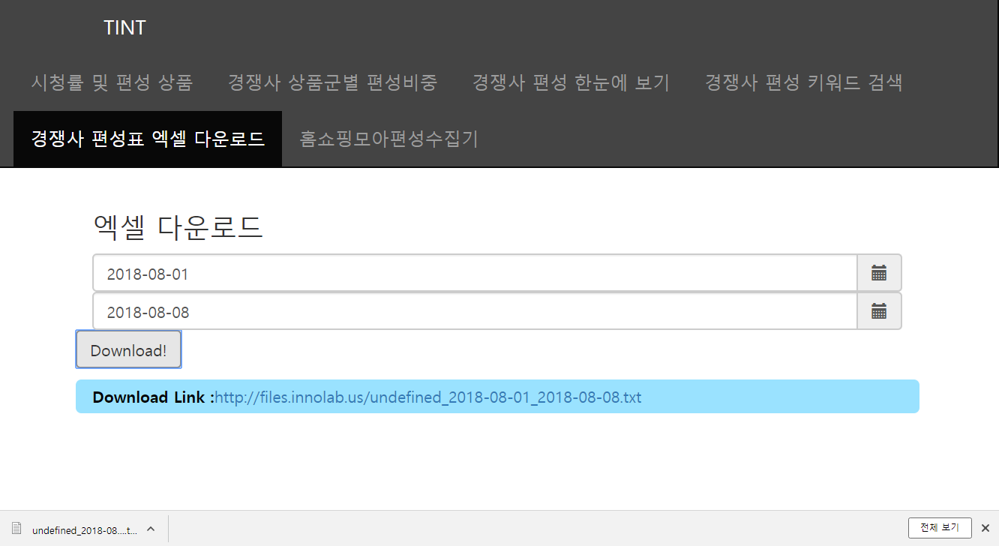 TINT
시청률 및 편성 상품 경쟁사 상품군별 편성비중 경쟁사 편성 한눈에 보기 경쟁사 편성 키워드 검색
경쟁사 편성표 엑셀 다운로드 홈쇼핑모아편성수집기
엑셀 다운로드
2018-08-01
2018-08-08
Download!
Download Link :http://files.innolab.us/undefined_2018-08-01_2018-08-08.txt
undefined_2018-08....t... 전체 보기